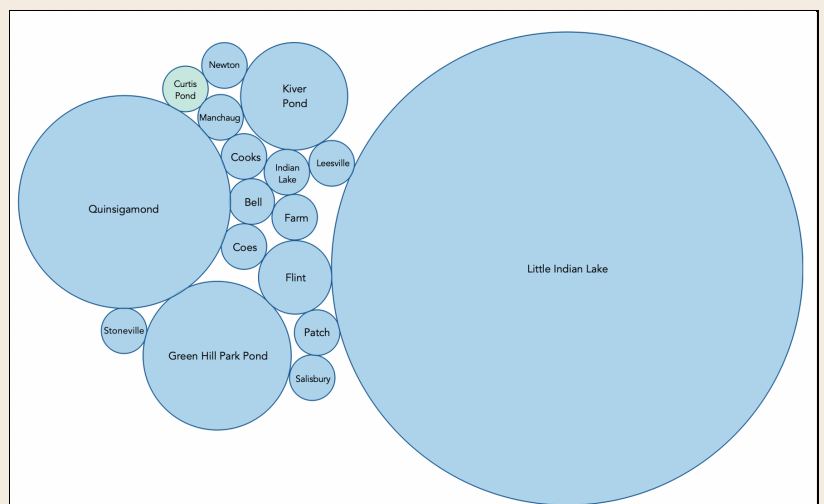 Newton
Curtis
Pond
Kiver
Pond
Manchaug
Cooks
Indian
Lake
Leesville
Bell
Quinsigamond
Farm
Coes
Little Indian Lake
Flint
Stoneville
Patch
Green Hill Park Pond
Salisbury